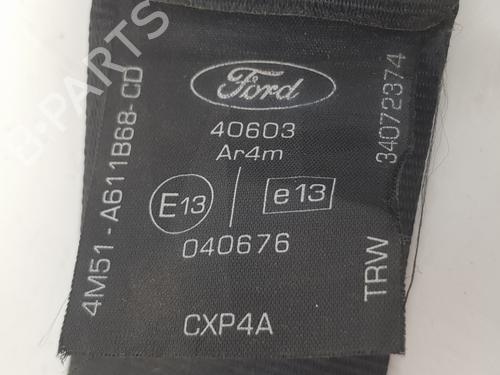 Ford
40603
Ar4m
E13 e13
040676
CXP4A
4M51-A611B68-CD
TRW 34072374
B-PARTS